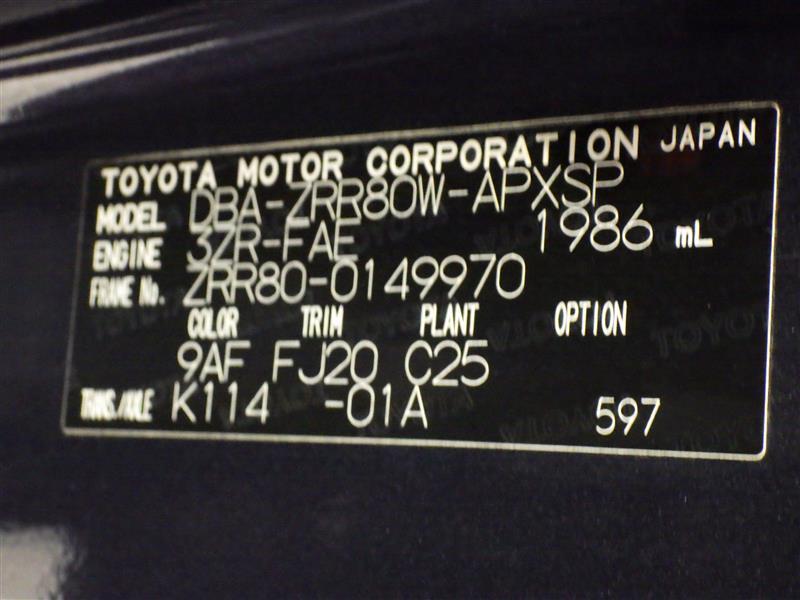 TOYOTA MOTOR CORPORATION JAPAN
MODEL DBA-ZRR80W-APXSP
ENGINE 3ZR-FAE 1986 mL
FRAME No. ZRR80-0149970
COLOR TRIM PLANT OPTION
9AF FJ20 C25
TRANS./AXLE K114 -01A 597